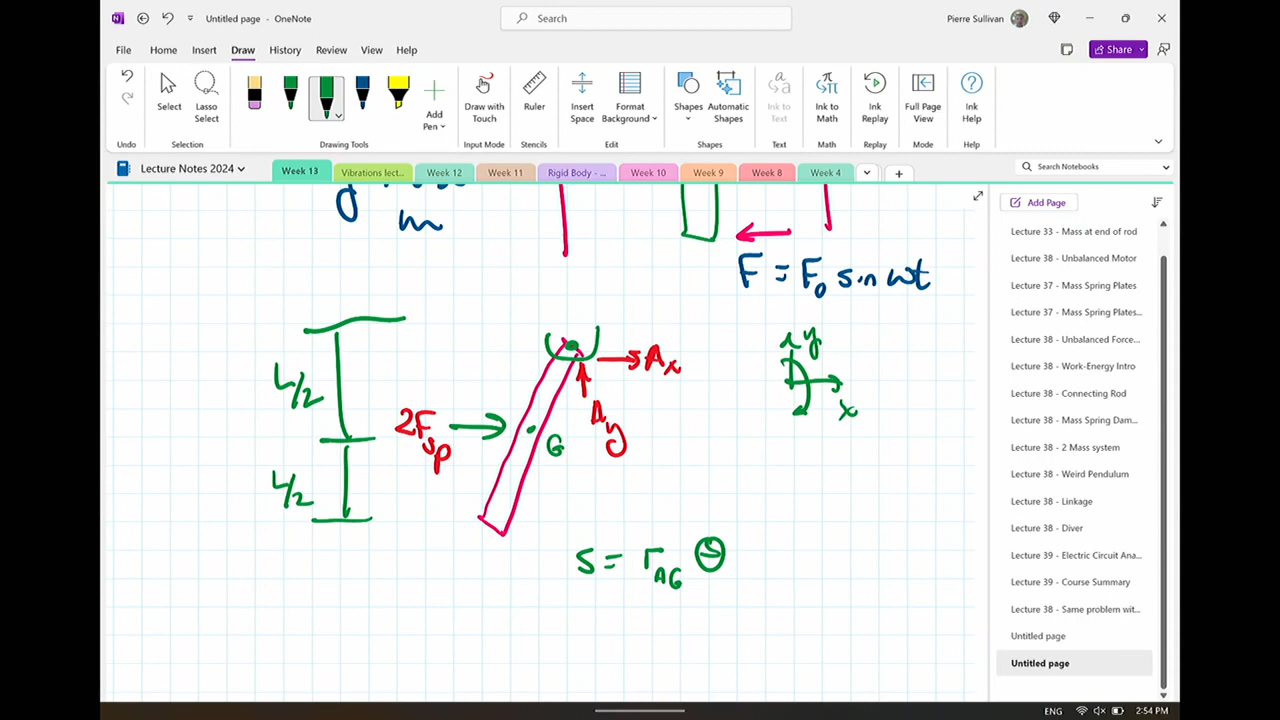 Untitled page - OneNote
Search
Pierre Sullivan
File Home Insert Draw History Review View Help
Share
Select
Lasso Select
Add Pen
Draw with Touch
Ruler
Insert Space
Format Background
Shapes
Automatic Shapes
Ink to Text
Ink to Math
Ink Replay
Full Page View
Ink Help
Undo
Selection
Drawing Tools
Input Mode
Stencils
Edit
Shapes
Text
Math
Replay
Mode
Help
Lecture Notes 2024
Week 13
Vibrations lect...
Week 12
Week 11
Rigid Body - ...
Week 10
Week 9
Week 8
Week 4
Search Notebooks
Add Page
Lecture 33 - Mass at end of rod
Lecture 38 - Unbalanced Motor
Lecture 37 - Mass Spring Plates
Lecture 37 - Mass Spring Plates...
Lecture 38 - Unbalanced Force...
Lecture 36 - Work-Energy Intro
Lecture 38 - Connecting Rod
Lecture 38 - Mass Spring Dam...
Lecture 38 - 2 Mass system
Lecture 38 - Weird Pendulum
Lecture 38 - Linkage
Lecture 38 - Diver
Lecture 39 - Electric Circuit Ana...
Lecture 39 - Course Summary
Lecture 38 - Same problem wit...
Untitled page
Untitled page
m
F = F₀ sin ωt
L/2
L/2
2Fsp
G
Ax
Ay
y
x
s = rAG Θ
ENG 2:54 PM